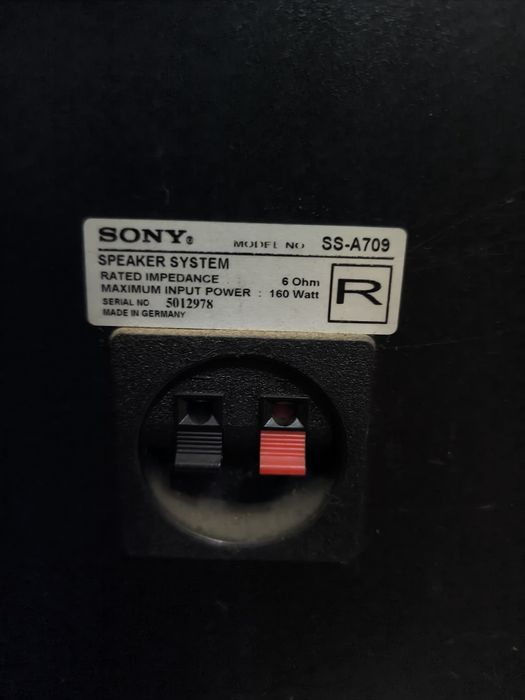 SONY® MODEL NO SS-A709
SPEAKER SYSTEM
RATED IMPEDANCE : 6 Ohm
MAXIMUM INPUT POWER : 160 Watt
SERIAL NO 5012978
MADE IN GERMANY
R